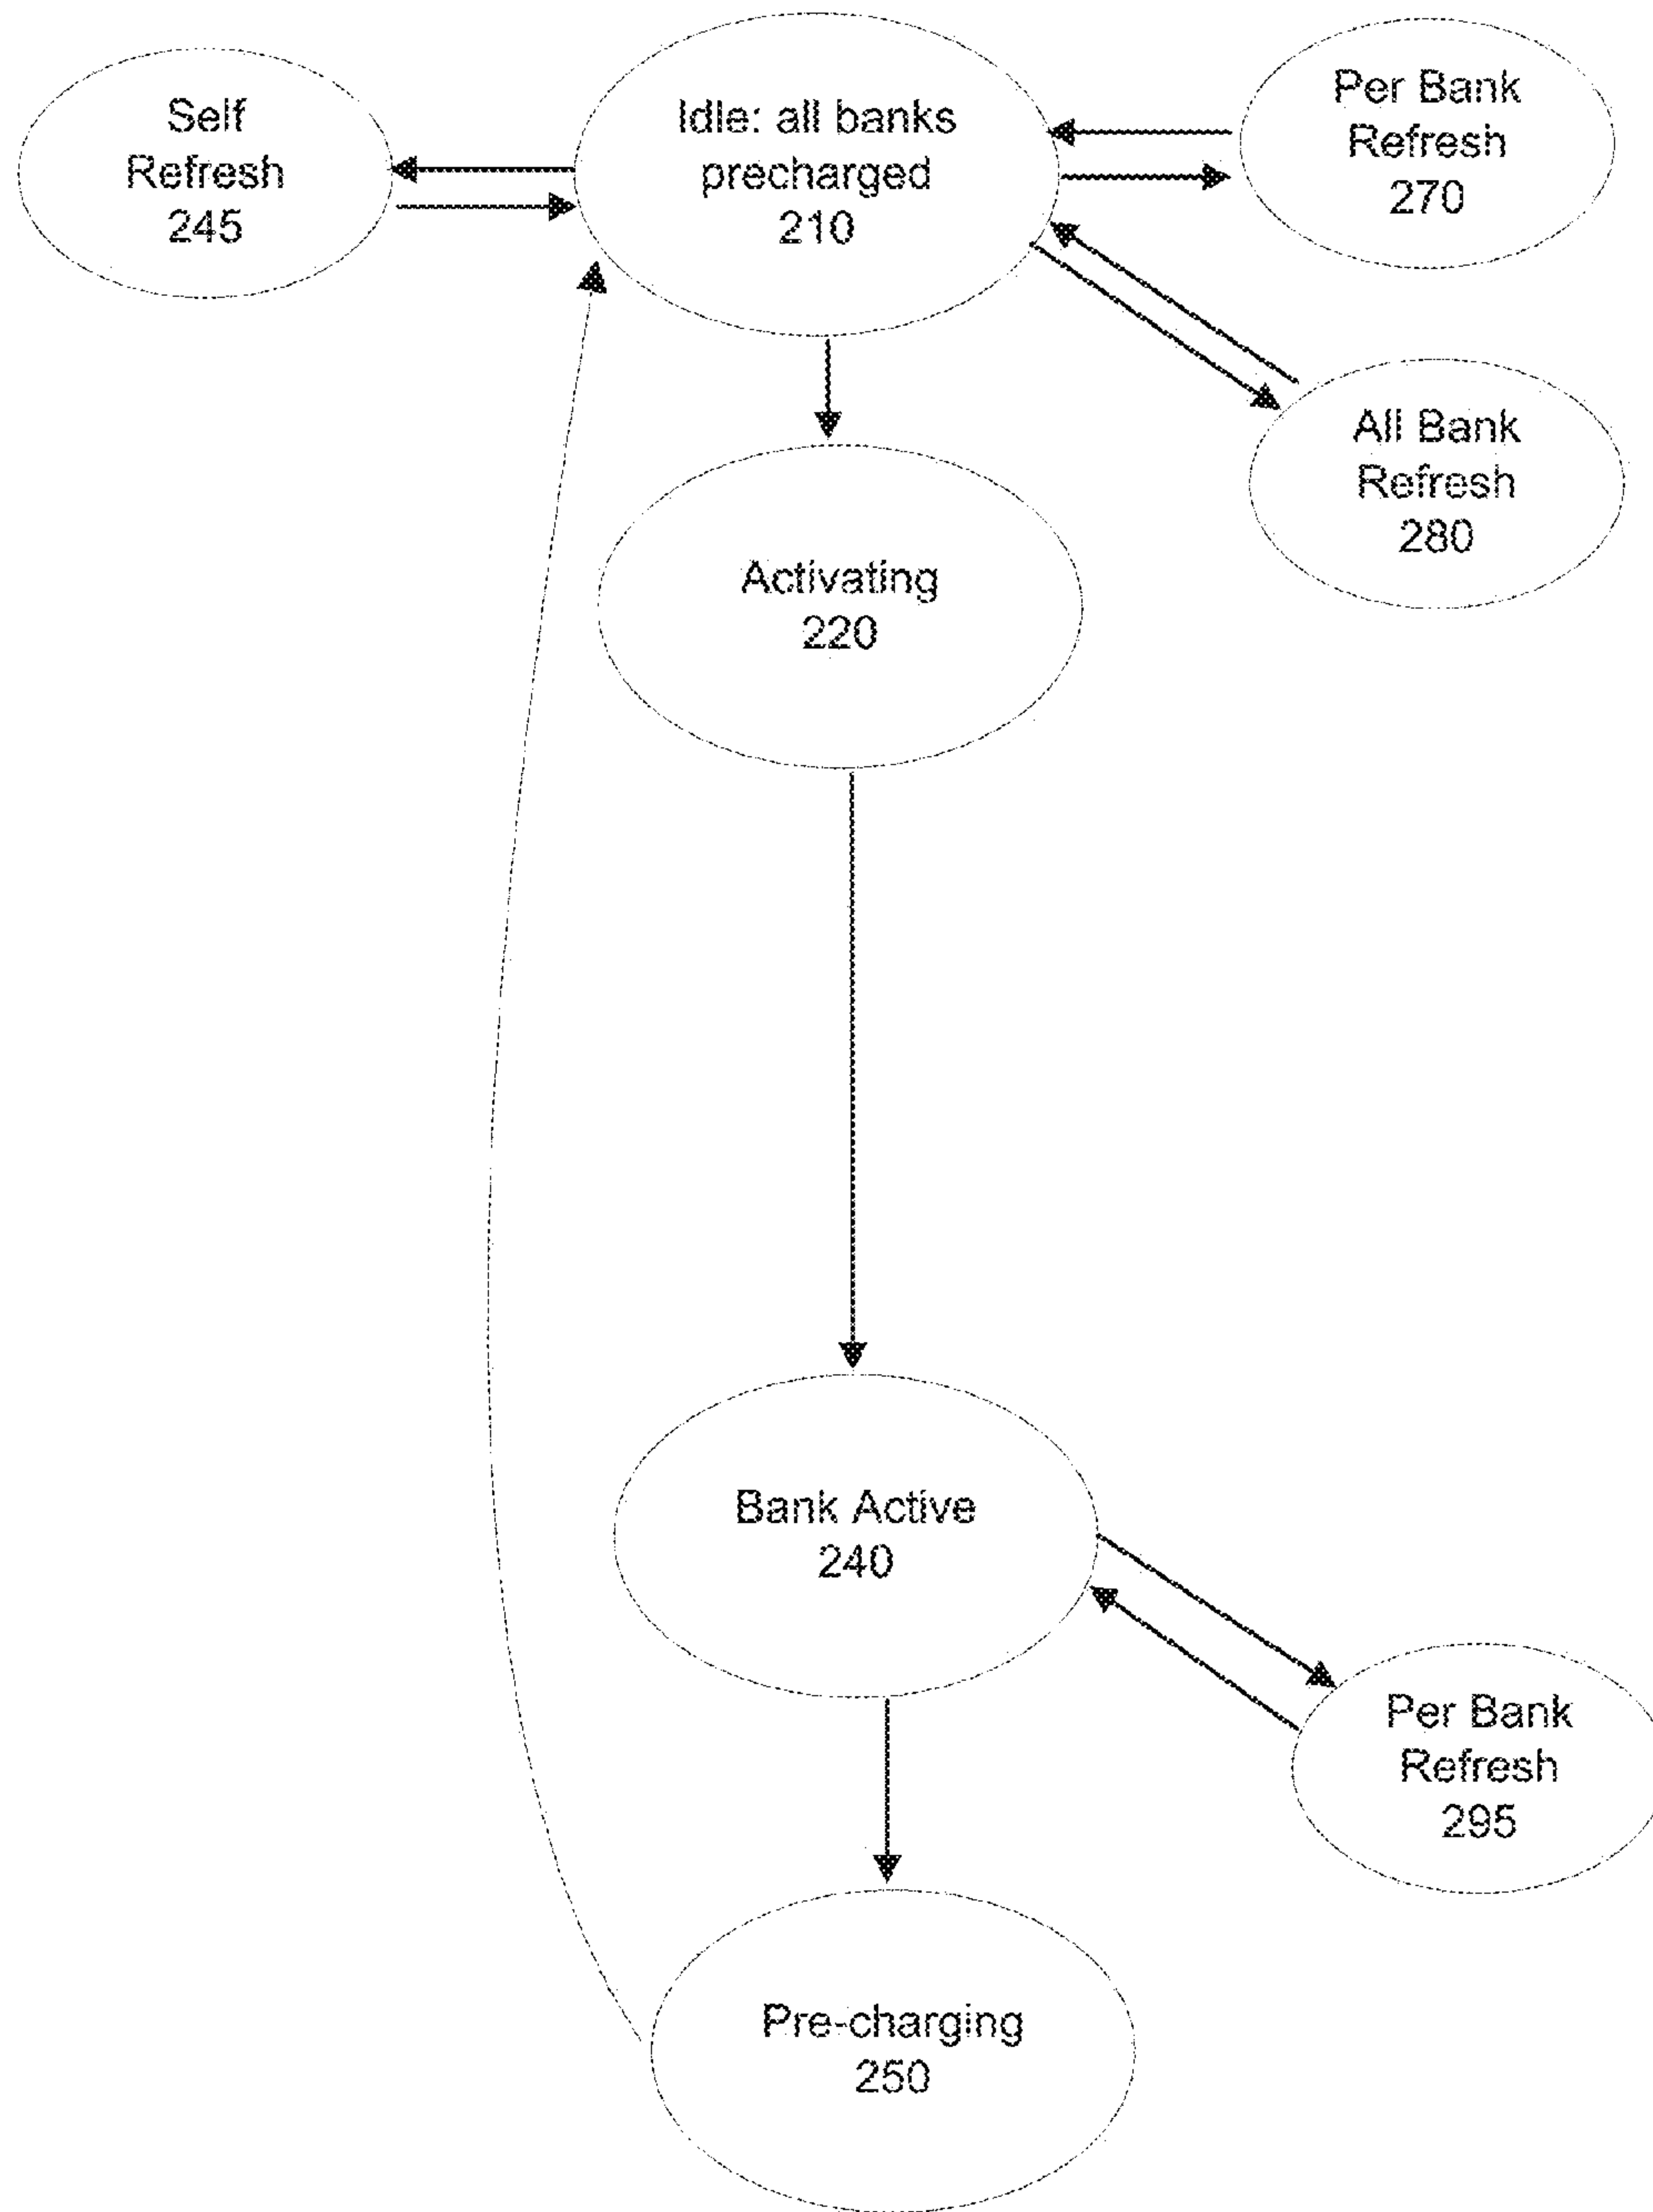 Self
Refresh
245
Idle: all banks
precharged
210
Per Bank
Refresh
270
All Bank
Refresh
280
Activating
220
Bank Active
240
Per Bank
Refresh
295
Pre-charging
250